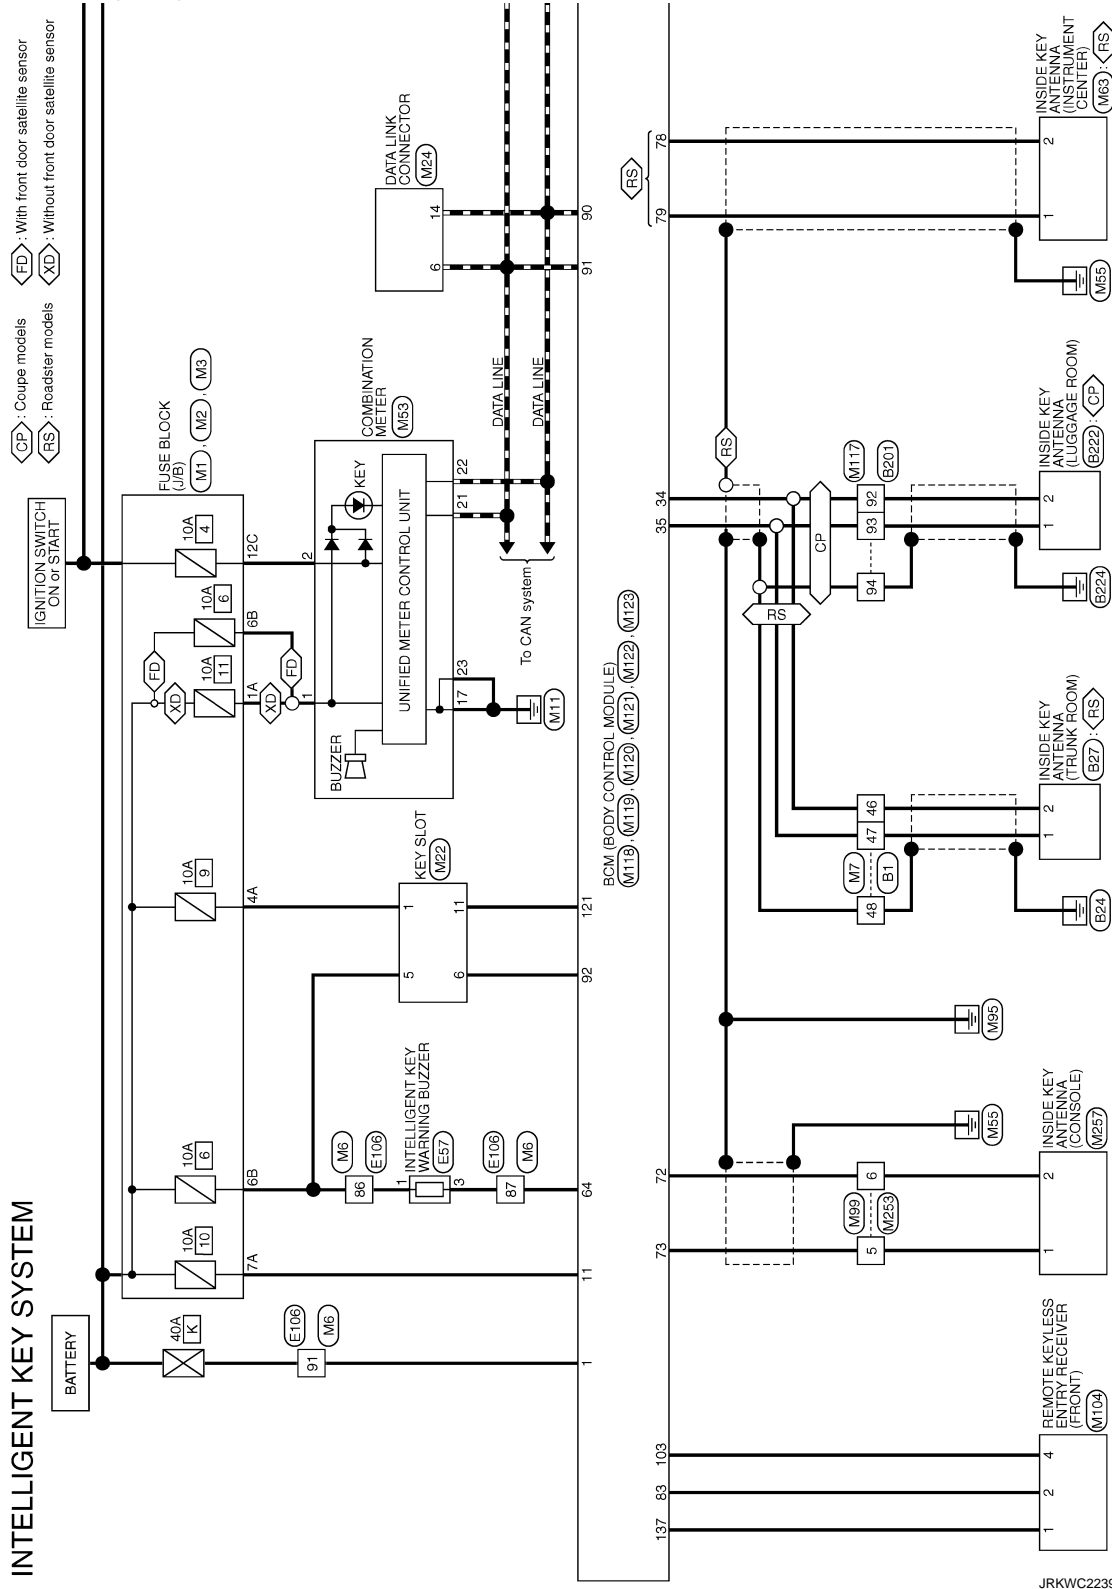 INTELLIGENT KEY SYSTEM
CP : Coupe models
FD : With front door satellite sensor
RS : Roadster models
XD : Without front door satellite sensor
BATTERY
IGNITION SWITCH
ON or START
40A
K
10A
10
10A
6
10A
9
10A
11
10A
6
10A
4
FD
XD
FUSE BLOCK
(J/B)
M1 , M2 , M3
7A
6B
4A
1A
6B
12C
XD
FD
E106
M6
91
M6
E106
86
1
INTELLIGENT KEY
WARNING BUZZER
E57
3
E106
M6
87
KEY SLOT
M22
1
5
11
6
COMBINATION
METER
M53
1
2
BUZZER
KEY
UNIFIED METER CONTROL UNIT
17
23
21
22
M11
DATA LINK
CONNECTOR
M24
6
14
DATA LINE
DATA LINE
To CAN system
1
11
64
92
121
91
90
BCM (BODY CONTROL MODULE)
M118 , M119 , M120 , M121 , M122 , M123
137
83
103
73
72
35
34
79
78
RS
RS
CP
RS
M99
M253
5
6
M7
B1
48
47
46
M117
B201
94
93
92
M55
M95
B24
B224
M55
1
2
4
REMOTE KEYLESS
ENTRY RECEIVER
(FRONT)
M104
1
2
INSIDE KEY
ANTENNA
(CONSOLE)
M257
1
2
INSIDE KEY
ANTENNA
(TRUNK ROOM)
B27 : RS
1
2
INSIDE KEY
ANTENNA
(LUGGAGE ROOM)
B222 : CP
1
2
INSIDE KEY
ANTENNA
(INSTRUMENT
CENTER)
M63 : RS